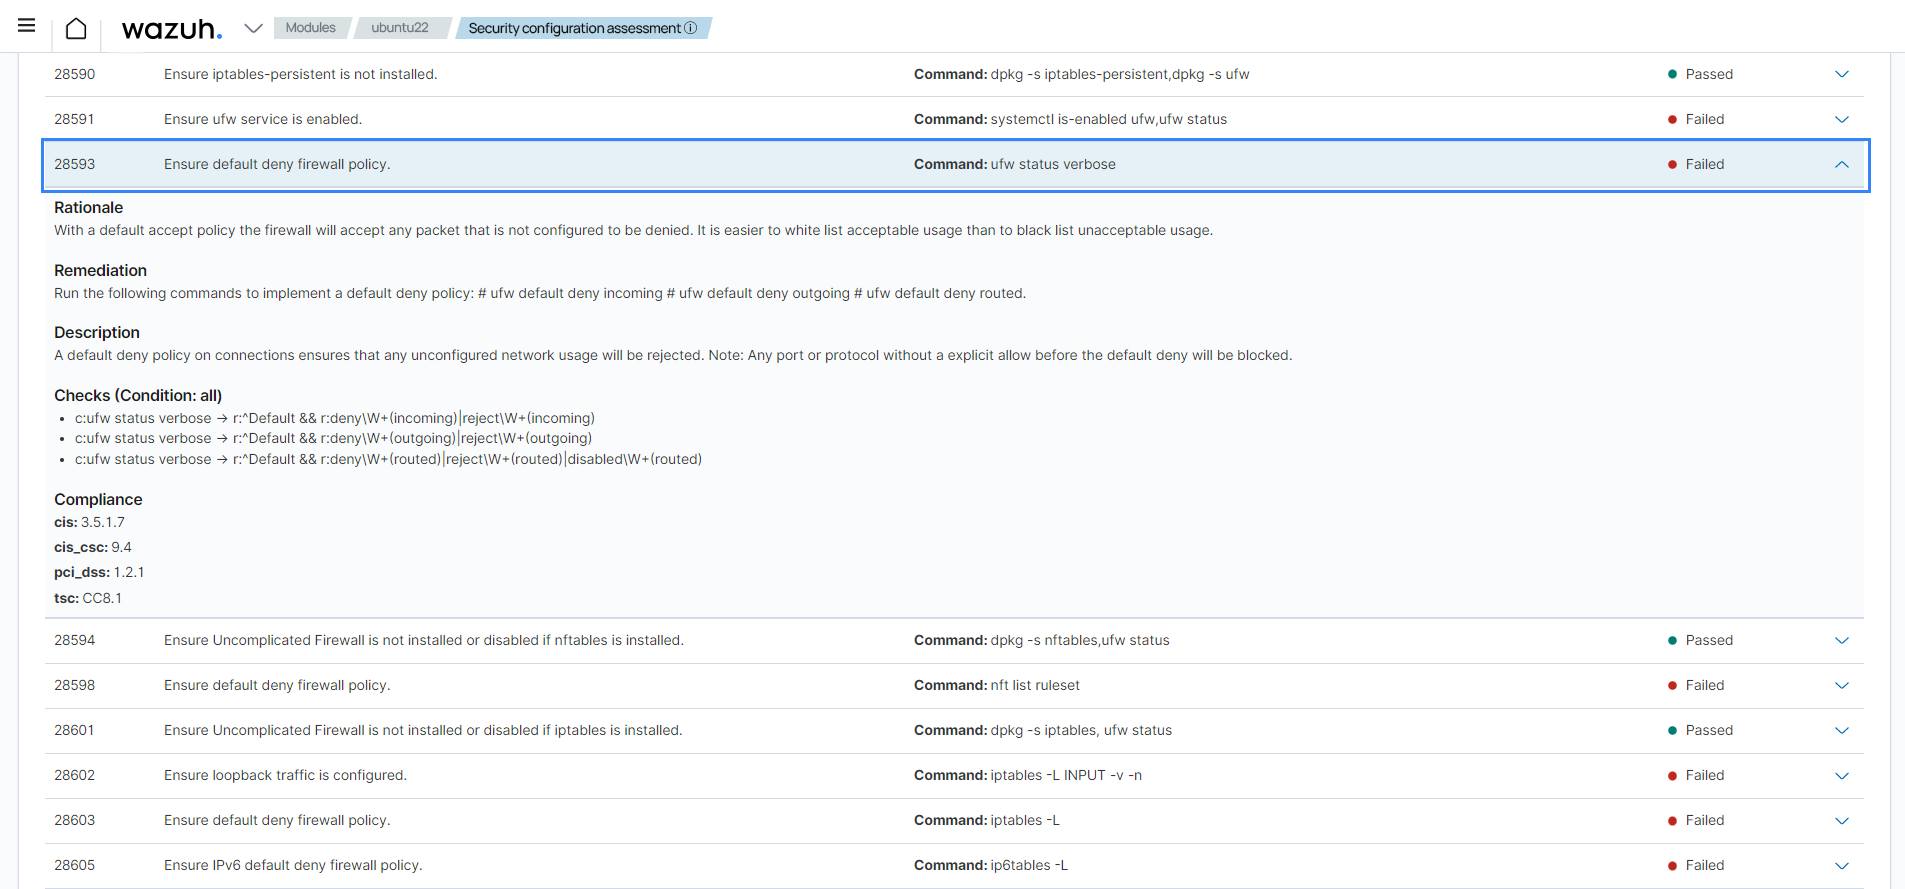 wazuh. Modules ubuntu22 Security configuration assessment
28590 Ensure iptables-persistent is not installed. Command: dpkg -s iptables-persistent,dpkg -s ufw Passed
28591 Ensure ufw service is enabled. Command: systemctl is-enabled ufw,ufw status Failed
28593 Ensure default deny firewall policy. Command: ufw status verbose Failed
Rationale
With a default accept policy the firewall will accept any packet that is not configured to be denied. It is easier to white list acceptable usage than to black list unacceptable usage.
Remediation
Run the following commands to implement a default deny policy: # ufw default deny incoming # ufw default deny outgoing # ufw default deny routed.
Description
A default deny policy on connections ensures that any unconfigured network usage will be rejected. Note: Any port or protocol without a explicit allow before the default deny will be blocked.
Checks (Condition: all)
• c:ufw status verbose → r:^Default && r:deny\W+(incoming)|reject\W+(incoming)
• c:ufw status verbose → r:^Default && r:deny\W+(outgoing)|reject\W+(outgoing)
• c:ufw status verbose → r:^Default && r:deny\W+(routed)|reject\W+(routed)|disabled\W+(routed)
Compliance
cis: 3.5.1.7
cis_csc: 9.4
pci_dss: 1.2.1
tsc: CC8.1
28594 Ensure Uncomplicated Firewall is not installed or disabled if nftables is installed. Command: dpkg -s nftables,ufw status Passed
28598 Ensure default deny firewall policy. Command: nft list ruleset Failed
28601 Ensure Uncomplicated Firewall is not installed or disabled if iptables is installed. Command: dpkg -s iptables, ufw status Passed
28602 Ensure loopback traffic is configured. Command: iptables -L INPUT -v -n Failed
28603 Ensure default deny firewall policy. Command: iptables -L Failed
28605 Ensure IPv6 default deny firewall policy. Command: ip6tables -L Failed